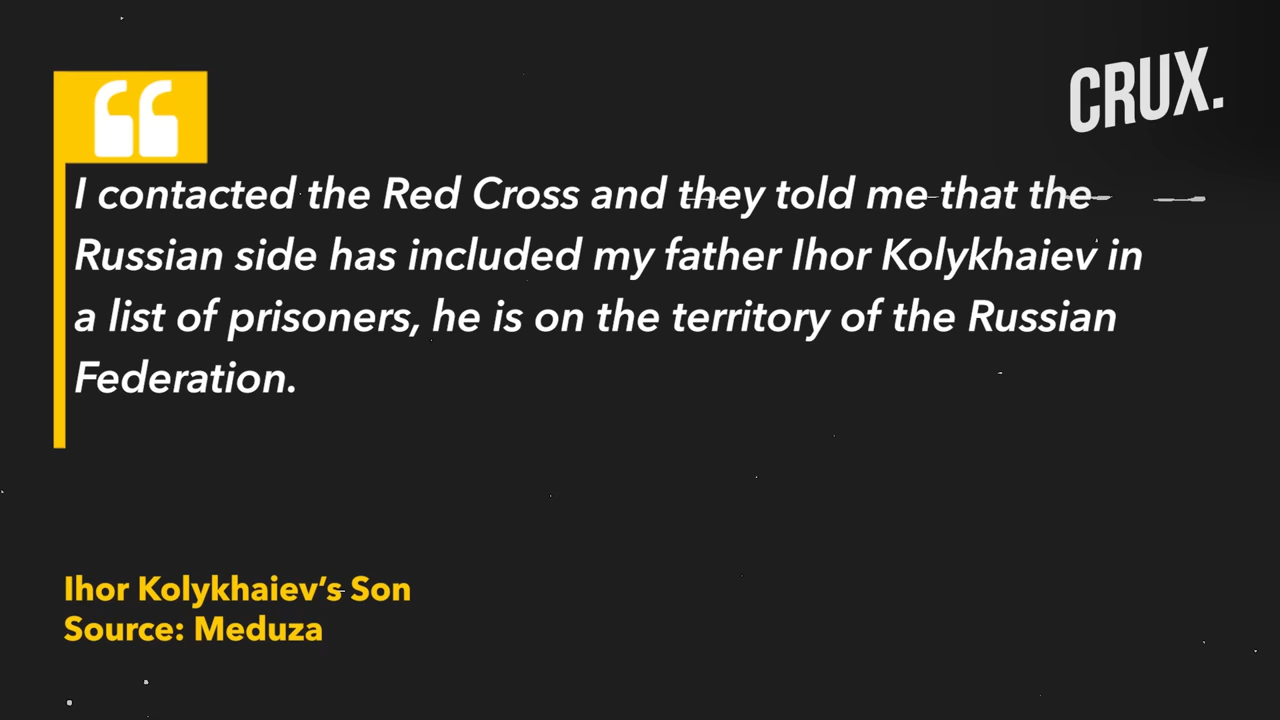 CRUX.
“
I contacted the Red Cross and they told me that the
Russian side has included my father Ihor Kolykhaiev in
a list of prisoners, he is on the territory of the Russian
Federation.
Ihor Kolykhaiev’s Son
Source: Meduza